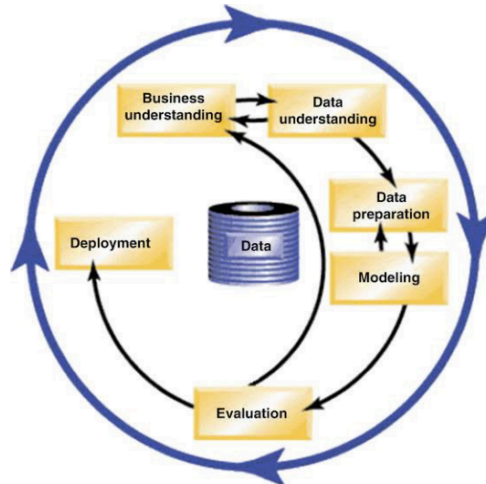 Business
understanding
Data
understanding
Data
preparation
Modeling
Data
Deployment
Evaluation